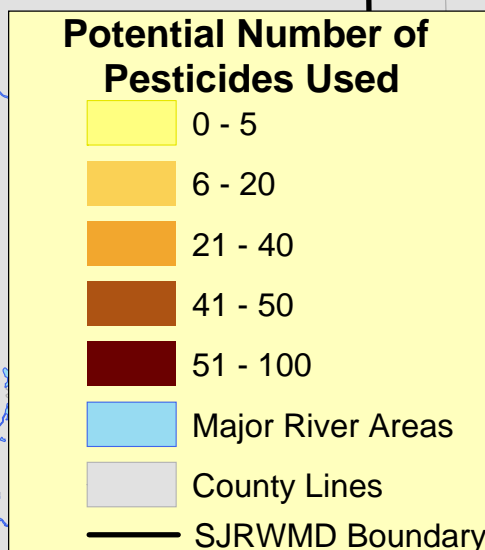 Potential Number of
Pesticides Used
0 - 5
6 - 20
21 - 40
41 - 50
51 - 100
Major River Areas
County Lines
SJRWMD Boundary